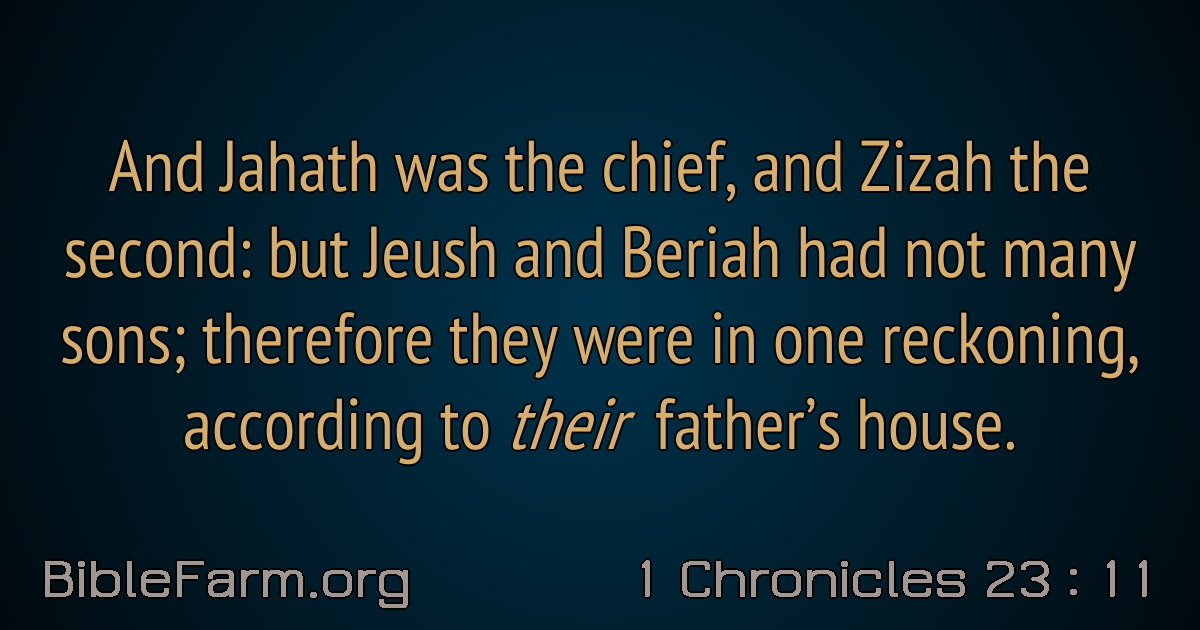 And Jahath was the chief, and Zizah the
second: but Jeush and Beriah had not many
sons; therefore they were in one reckoning,
according to their father’s house.
BibleFarm.org
1 Chronicles 23 : 11